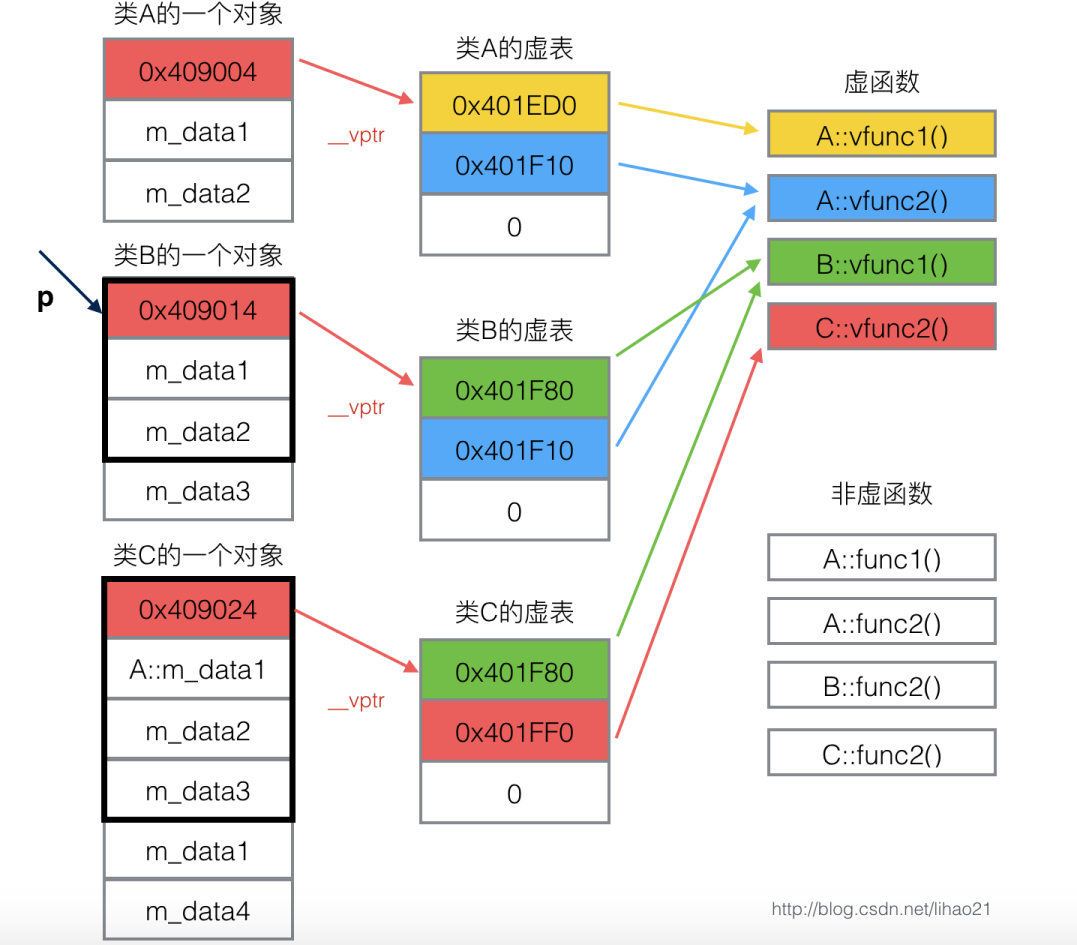 类A的一个对象
0x409004
m_data1
m_data2
__vptr
类A的虚表
0x401ED0
0x401F10
0
虚函数
A::vfunc1()
A::vfunc2()
B::vfunc1()
C::vfunc2()
p
类B的一个对象
0x409014
m_data1
m_data2
m_data3
__vptr
类B的虚表
0x401F80
0x401F10
0
非虚函数
A::func1()
A::func2()
B::func2()
C::func2()
类C的一个对象
0x409024
A::m_data1
m_data2
m_data3
m_data1
m_data4
__vptr
类C的虚表
0x401F80
0x401FF0
0
http://blog.csdn.net/lihao21